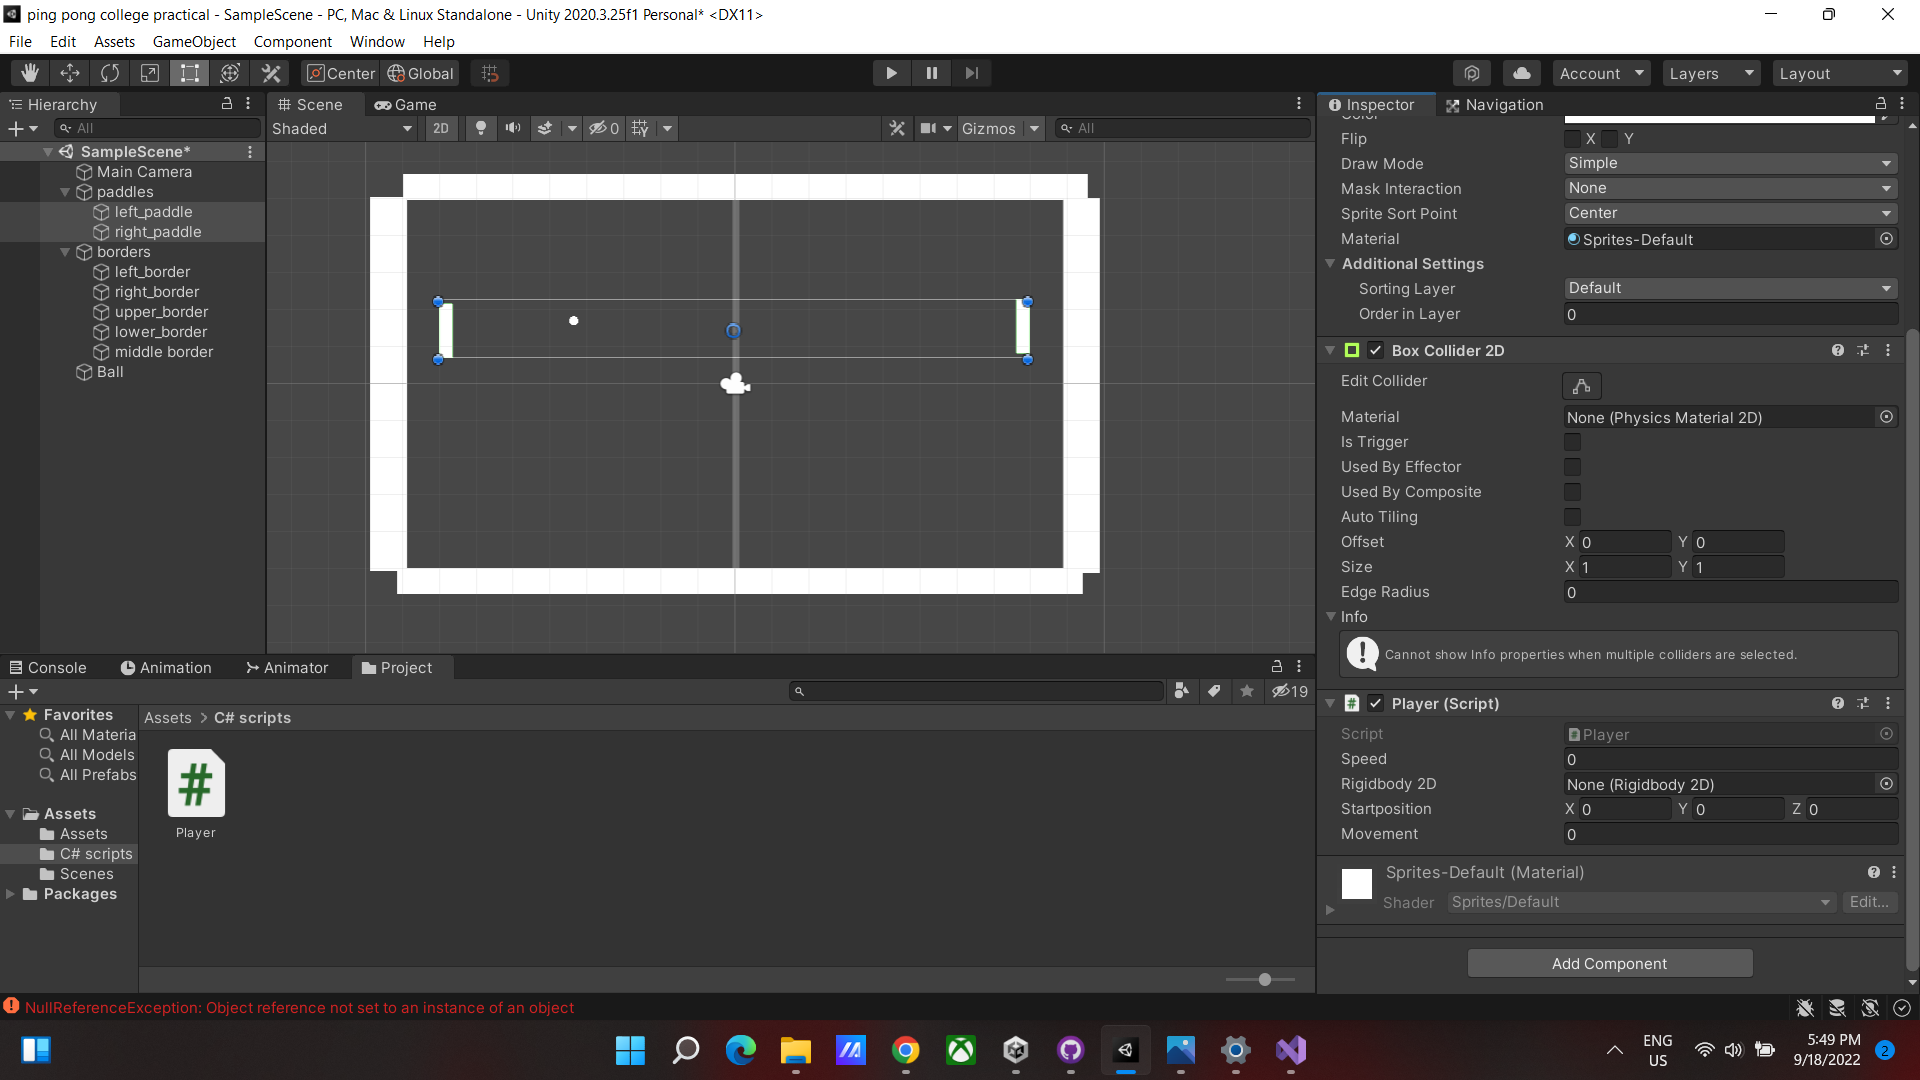 ping pong college practical - SampleScene - PC, Mac & Linux Standalone - Unity 2020.3.25f1 Personal* <DX11>
File Edit Assets GameObject Component Window Help
Center Global Account Layers Layout
Hierarchy
All
SampleScene*
Main Camera
paddles
left_paddle
right_paddle
borders
left_border
right_border
upper_border
lower_border
middle border
Ball
Scene Game
Shaded 2D 0 Gizmos All
Inspector Navigation
Flip X Y
Draw Mode Simple
Mask Interaction None
Sprite Sort Point Center
Material Sprites-Default
Additional Settings
Sorting Layer Default
Order in Layer 0
Box Collider 2D
Edit Collider
Material None (Physics Material 2D)
Is Trigger
Used By Effector
Used By Composite
Auto Tiling
Offset X 0 Y 0
Size X 1 Y 1
Edge Radius 0
Info
Cannot show Info properties when multiple colliders are selected.
# Player (Script)
Script Player
Speed 0
Rigidbody 2D None (Rigidbody 2D)
Startposition X 0 Y 0 Z 0
Movement 0
Sprites-Default (Material)
Shader Sprites/Default Edit...
Add Component
Console Animation Animator Project
19
Favorites
All Materia
All Models
All Prefabs
Assets
Assets
C# scripts
Scenes
Packages
Assets > C# scripts
#
Player
NullReferenceException: Object reference not set to an instance of an object
ENG
US
5:49 PM
9/18/2022
2